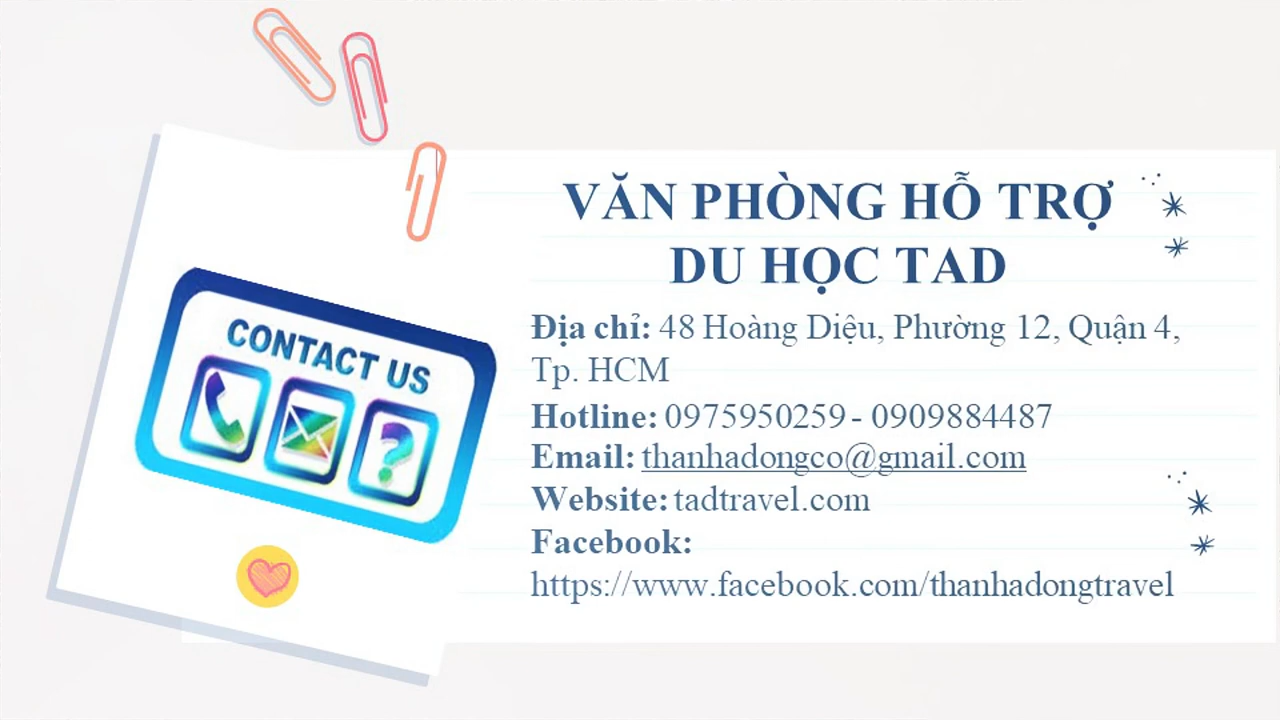 CONTACT US
VĂN PHÒNG HỖ TRỢ
DU HỌC TAD
Địa chỉ: 48 Hoàng Diệu, Phường 12, Quận 4,
Tp. HCM
Hotline: 0975950259 - 0909884487
Email: thanhadongco@gmail.com
Website: tadtravel.com
Facebook:
https://www.facebook.com/thanhadongtravel